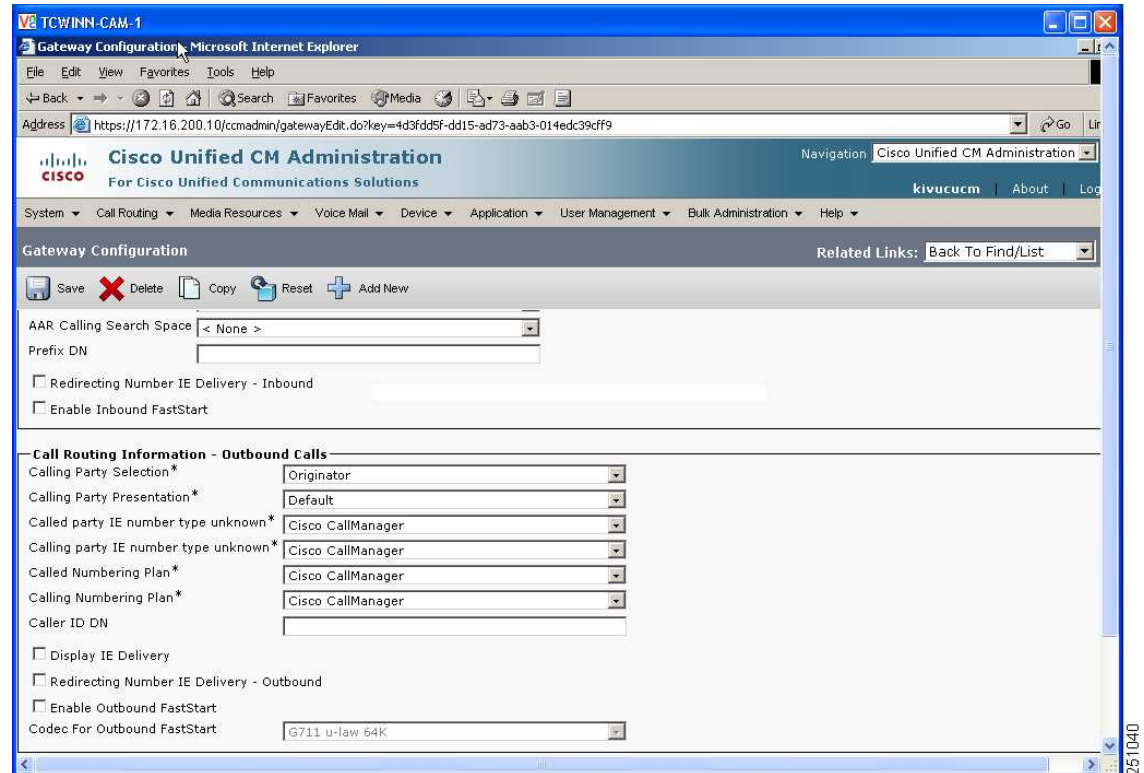 TCWINN-CAM-1
Gateway Configuration - Microsoft Internet Explorer
File Edit View Favorites Tools Help
Back Search Favorites Media
Address https://172.16.200.10/ccmadmin/gatewayEdit.do?key=4d3fdd5f-dd15-ad73-aab3-014edc39cff9 Go Lin
CISCO Cisco Unified CM Administration Navigation Cisco Unified CM Administration
For Cisco Unified Communications Solutions
kivucucm | About | Log
System Call Routing Media Resources Voice Mail Device Application User Management Bulk Administration Help
Gateway Configuration Related Links: Back To Find/List
Save Delete Copy Reset Add New
AAR Calling Search Space < None >
Prefix DN
Redirecting Number IE Delivery - Inbound
Enable Inbound FastStart
Call Routing Information - Outbound Calls
Calling Party Selection* Originator
Calling Party Presentation* Default
Called party IE number type unknown* Cisco CallManager
Calling party IE number type unknown* Cisco CallManager
Called Numbering Plan* Cisco CallManager
Calling Numbering Plan* Cisco CallManager
Caller ID DN
Display IE Delivery
Redirecting Number IE Delivery - Outbound
Enable Outbound FastStart
Codec For Outbound FastStart G711 u-law 64K
251040